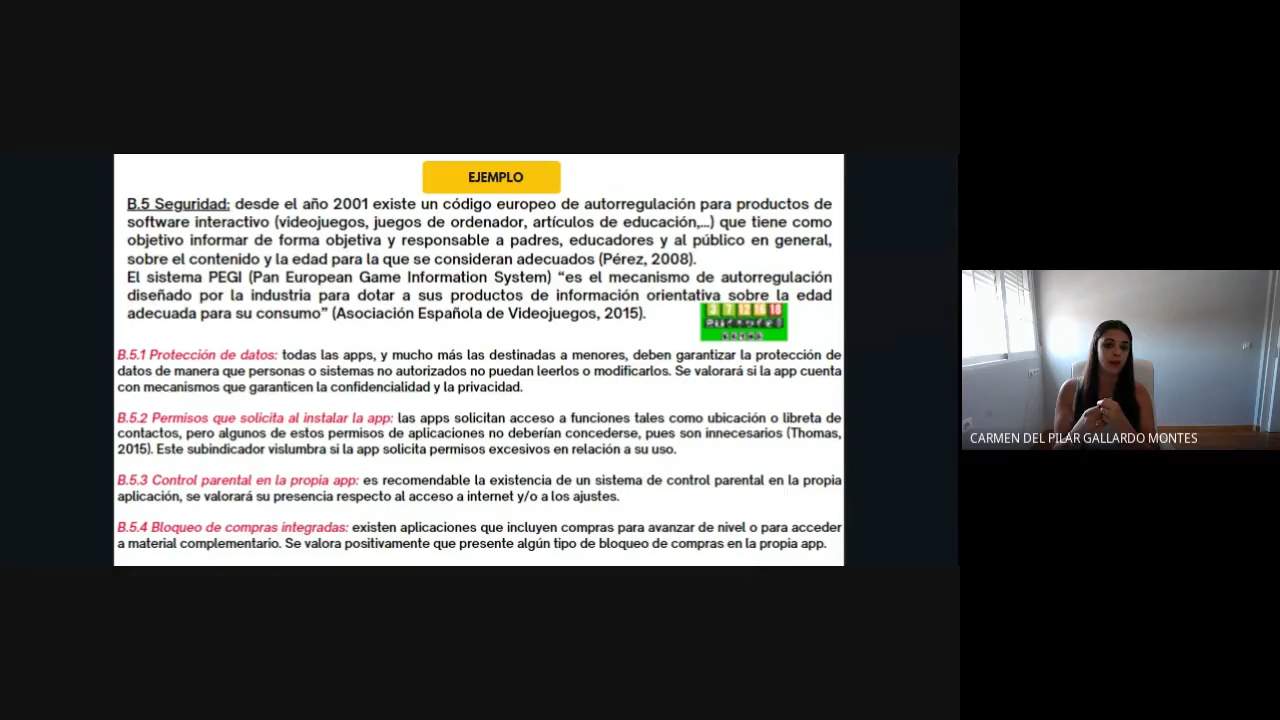 EJEMPLO
B.5 Seguridad: desde el año 2001 existe un código europeo de autorregulación para productos de
software interactivo (videojuegos, juegos de ordenador, artículos de educación,...) que tiene como
objetivo informar de forma objetiva y responsable a padres, educadores y al público en general,
sobre el contenido y la edad para la que se consideran adecuados (Pérez, 2008).
El sistema PEGI (Pan European Game Information System) “es el mecanismo de autorregulación
diseñado por la industria para dotar a sus productos de información orientativa sobre la edad
adecuada para su consumo” (Asociación Española de Videojuegos, 2015).
3 7 12 16 18
B.5.1 Protección de datos: todas las apps, y mucho más las destinadas a menores, deben garantizar la protección de
datos de manera que personas o sistemas no autorizados no puedan leerlos o modificarlos. Se valorará si la app cuenta
con mecanismos que garanticen la confidencialidad y la privacidad.
B.5.2 Permisos que solicita al instalar la app: las apps solicitan acceso a funciones tales como ubicación o libreta de
contactos, pero algunos de estos permisos de aplicaciones no deberían concederse, pues son innecesarios (Thomas,
2015). Este subindicador vislumbra si la app solicita permisos excesivos en relación a su uso.
B.5.3 Control parental en la propia app: es recomendable la existencia de un sistema de control parental en la propia
aplicación, se valorará su presencia respecto al acceso a internet y/o a los ajustes.
B.5.4 Bloqueo de compras integradas: existen aplicaciones que incluyen compras para avanzar de nivel o para acceder
a material complementario. Se valora positivamente que presente algún tipo de bloqueo de compras en la propia app.
CARMEN DEL PILAR GALLARDO MONTES